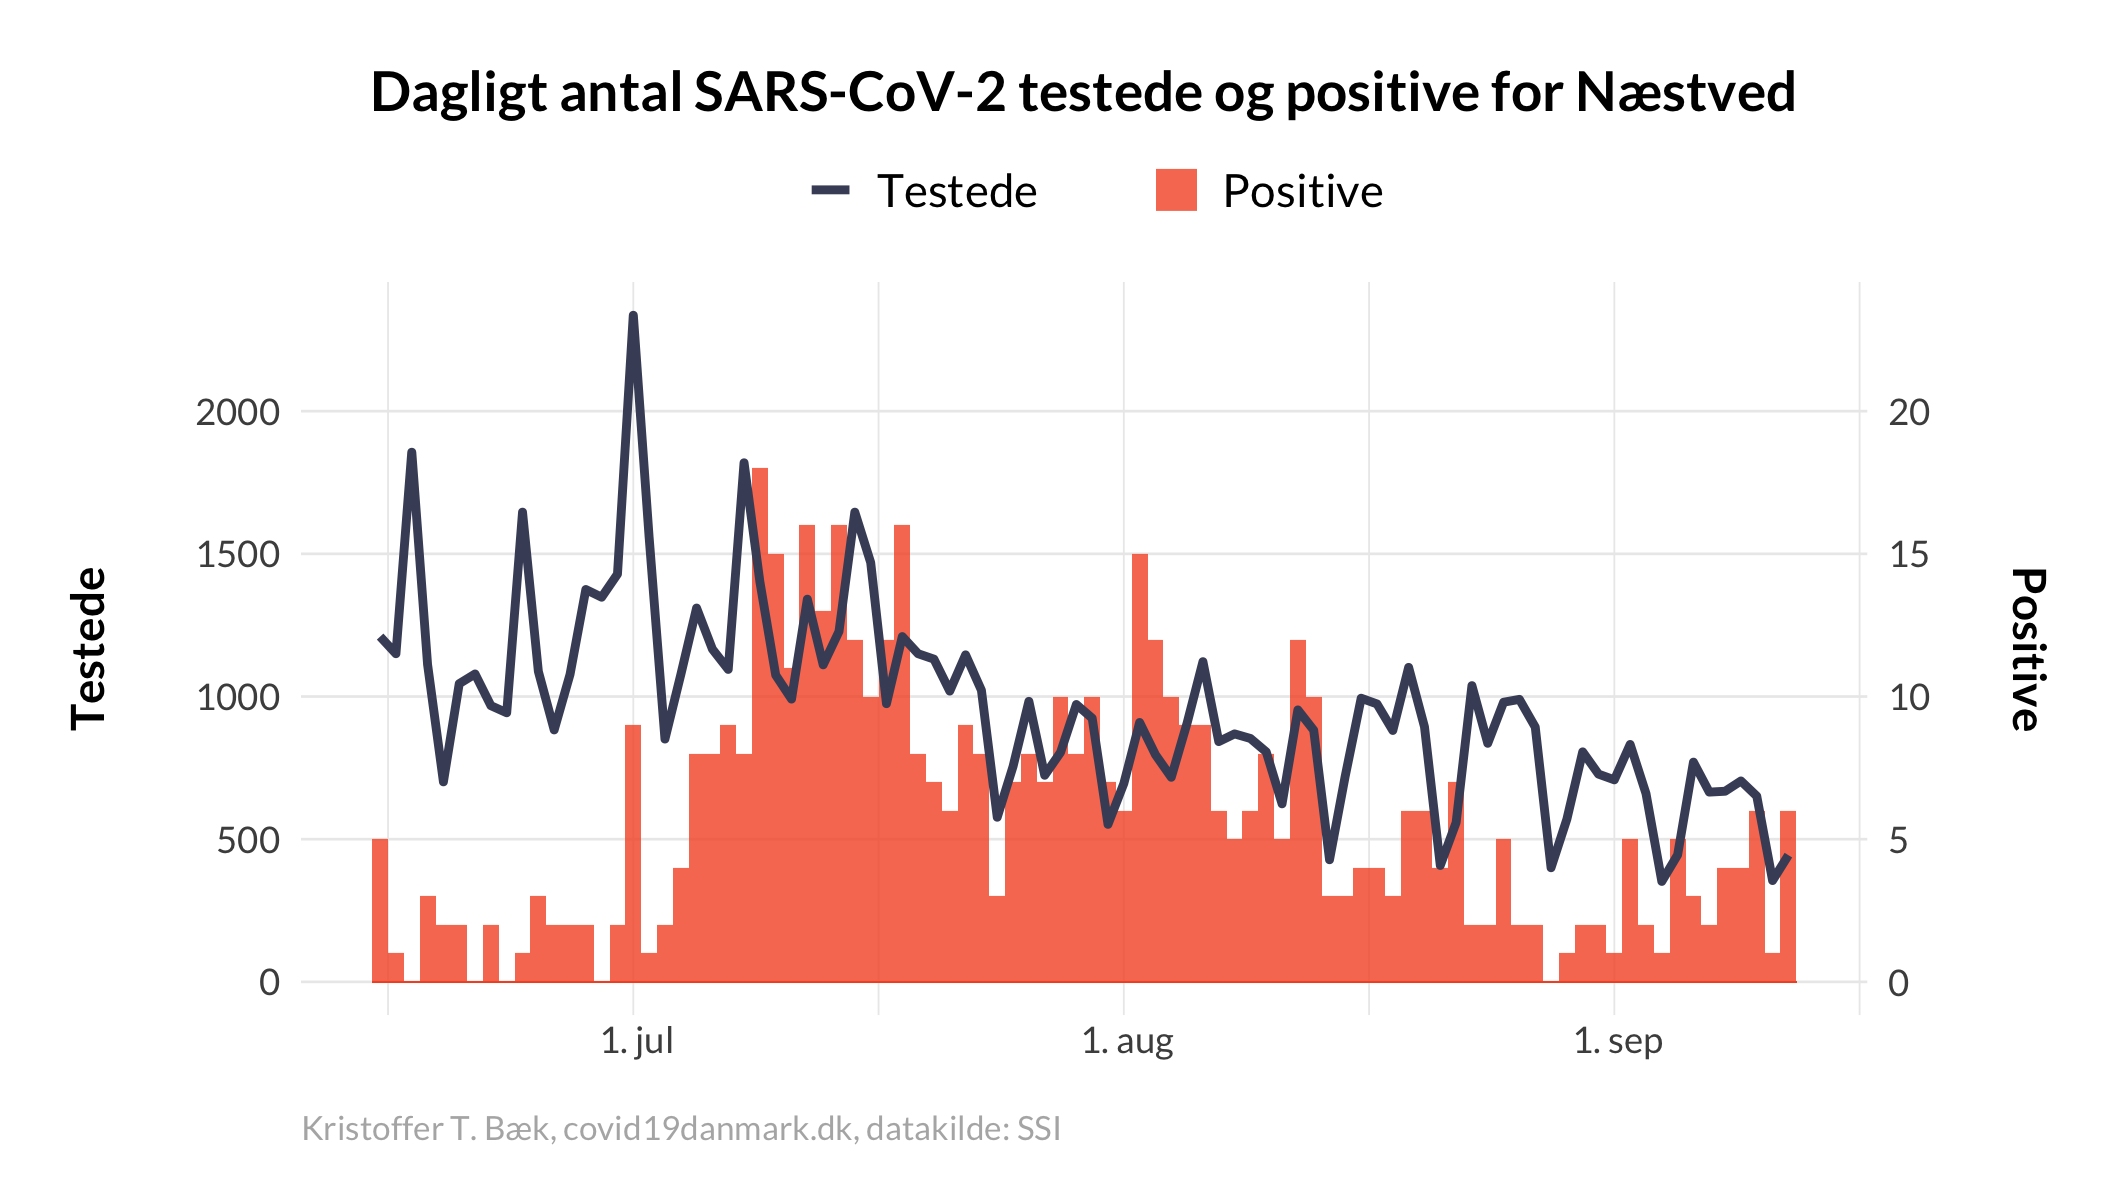 Dagligt antal SARS-CoV-2 testede og positive for Næstved
Testede
Positive
Testede
2000
1500
1000
500
0
20
15
10
5
0
Positive
1. jul
1. aug
1. sep
Kristoffer T. Bæk, covid19danmark.dk, datakilde: SSI